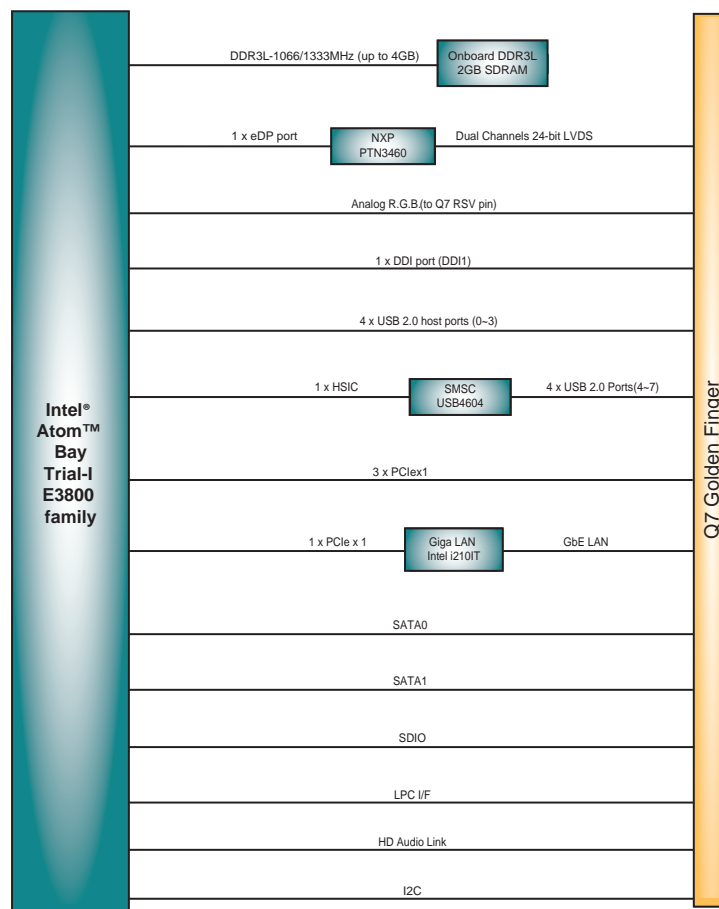 DDR3L-1066/1333MHz (up to 4GB)
Onboard DDR3L
2GB SDRAM
1 x eDP port
NXP
PTN3460
Dual Channels 24-bit LVDS
Analog R.G.B.(to Q7 RSV pin)
1 x DDI port (DDI1)
4 x USB 2.0 host ports (0~3)
1 x HSIC
SMSC
USB4604
4 x USB 2.0 Ports(4~7)
Intel®
Atom™
Bay
Trial-I
E3800
family
Q7 Golden Finger
3 x PCIex1
1 x PCIe x 1
Giga LAN
Intel i210IT
GbE LAN
SATA0
SATA1
SDIO
LPC I/F
HD Audio Link
I2C